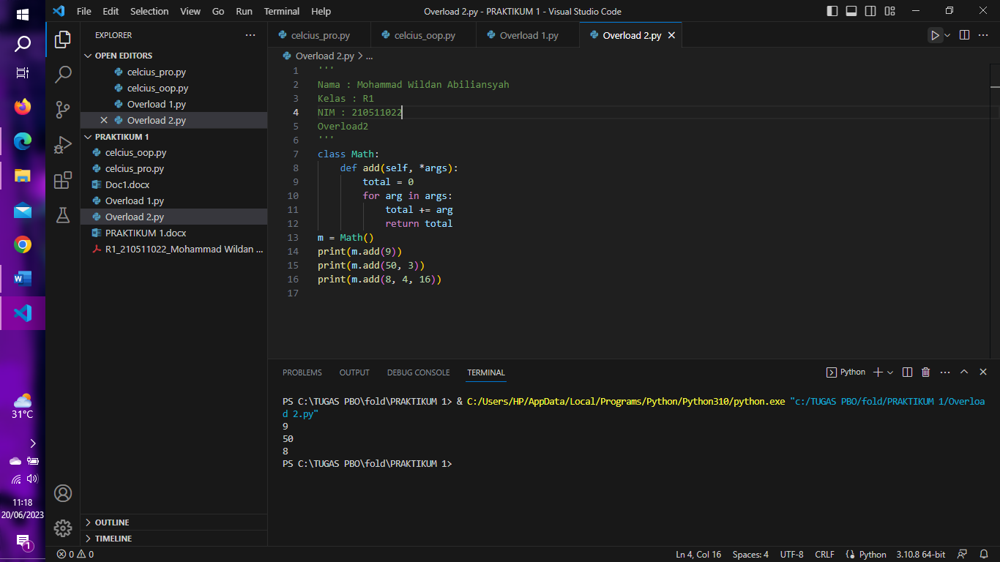 File Edit Selection View Go Run Terminal Help
Overload 2.py - PRAKTIKUM 1 - Visual Studio Code
EXPLORER
OPEN EDITORS
celcius_pro.py
celcius_oop.py
Overload 1.py
Overload 2.py
PRAKTIKUM 1
celcius_oop.py
celcius_pro.py
Doc1.docx
Overload 1.py
Overload 2.py
PRAKTIKUM 1.docx
R1_210511022_Mohammad Wildan ...
OUTLINE
TIMELINE
celcius_pro.py celcius_oop.py Overload 1.py Overload 2.py
Overload 2.py > ...
1 '''
2 Nama : Mohammad Wildan Abiliansyah
3 Kelas : R1
4 NIM : 210511022
5 Overload2
6 '''
7 class Math:
8 def add(self, *args):
9 total = 0
10 for arg in args:
11 total += arg
12 return total
13 m = Math()
14 print(m.add(9))
15 print(m.add(50, 3))
16 print(m.add(8, 4, 16))
17
PROBLEMS OUTPUT DEBUG CONSOLE TERMINAL
Python
PS C:\TUGAS PBO\fold\PRAKTIKUM 1> & C:/Users/HP/AppData/Local/Programs/Python/Python310/python.exe "c:/TUGAS PBO/fold/PRAKTIKUM 1/Overloa
d 2.py"
9
50
8
PS C:\TUGAS PBO\fold\PRAKTIKUM 1>
31°C
11:18
20/06/2023
1
0 0
Ln 4, Col 16 Spaces: 4 UTF-8 CRLF Python 3.10.8 64-bit